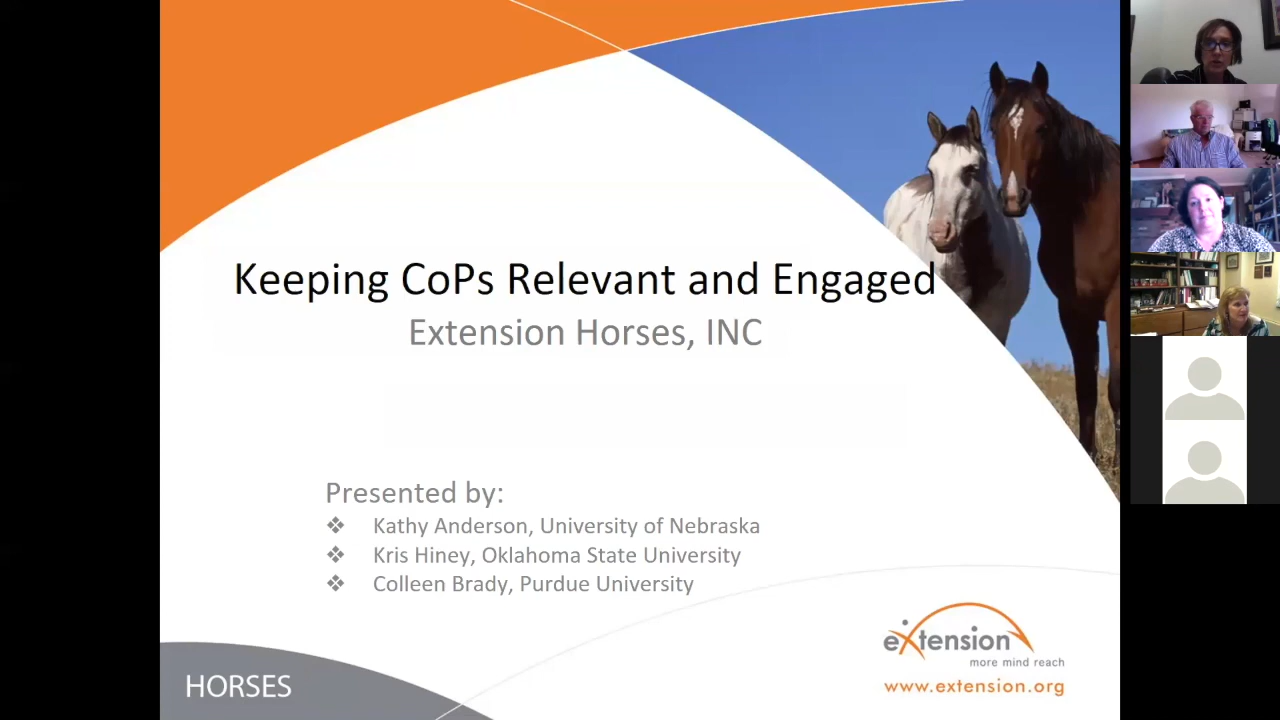 Keeping CoPs Relevant and Engaged
Extension Horses, INC
Presented by:
❖ Kathy Anderson, University of Nebraska
❖ Kris Hiney, Oklahoma State University
❖ Colleen Brady, Purdue University
eXtension
more mind reach
www.extension.org
HORSES